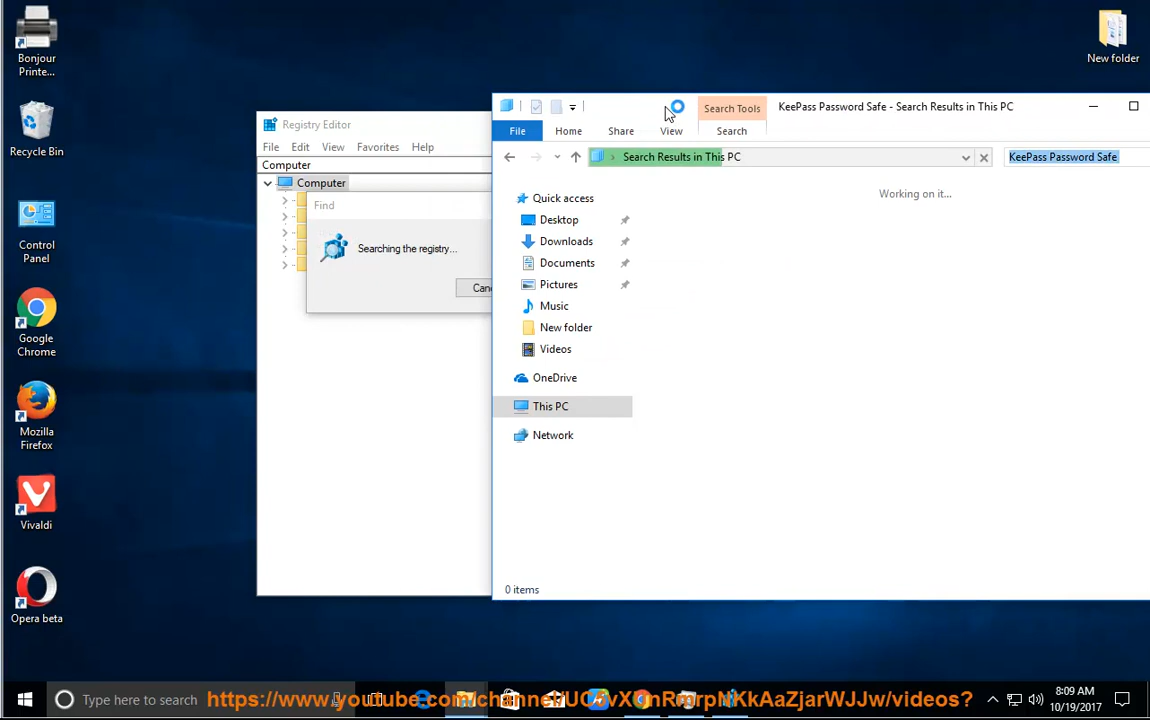 Bonjour
Printe...
Recycle Bin
Control
Panel
Google
Chrome
Mozilla
Firefox
Vivaldi
Opera beta
New folder
Registry Editor
File Edit View Favorites Help
Computer
Computer
Find
Searching the registry...
Search Tools
KeePass Password Safe - Search Results in This PC
File Home Share View Search
Search Results in This PC
KeePass Password Safe
Working on it...
Quick access
Desktop
Downloads
Documents
Pictures
Music
New folder
Videos
OneDrive
This PC
Network
0 items
Type here to search
8:09 AM
10/19/2017